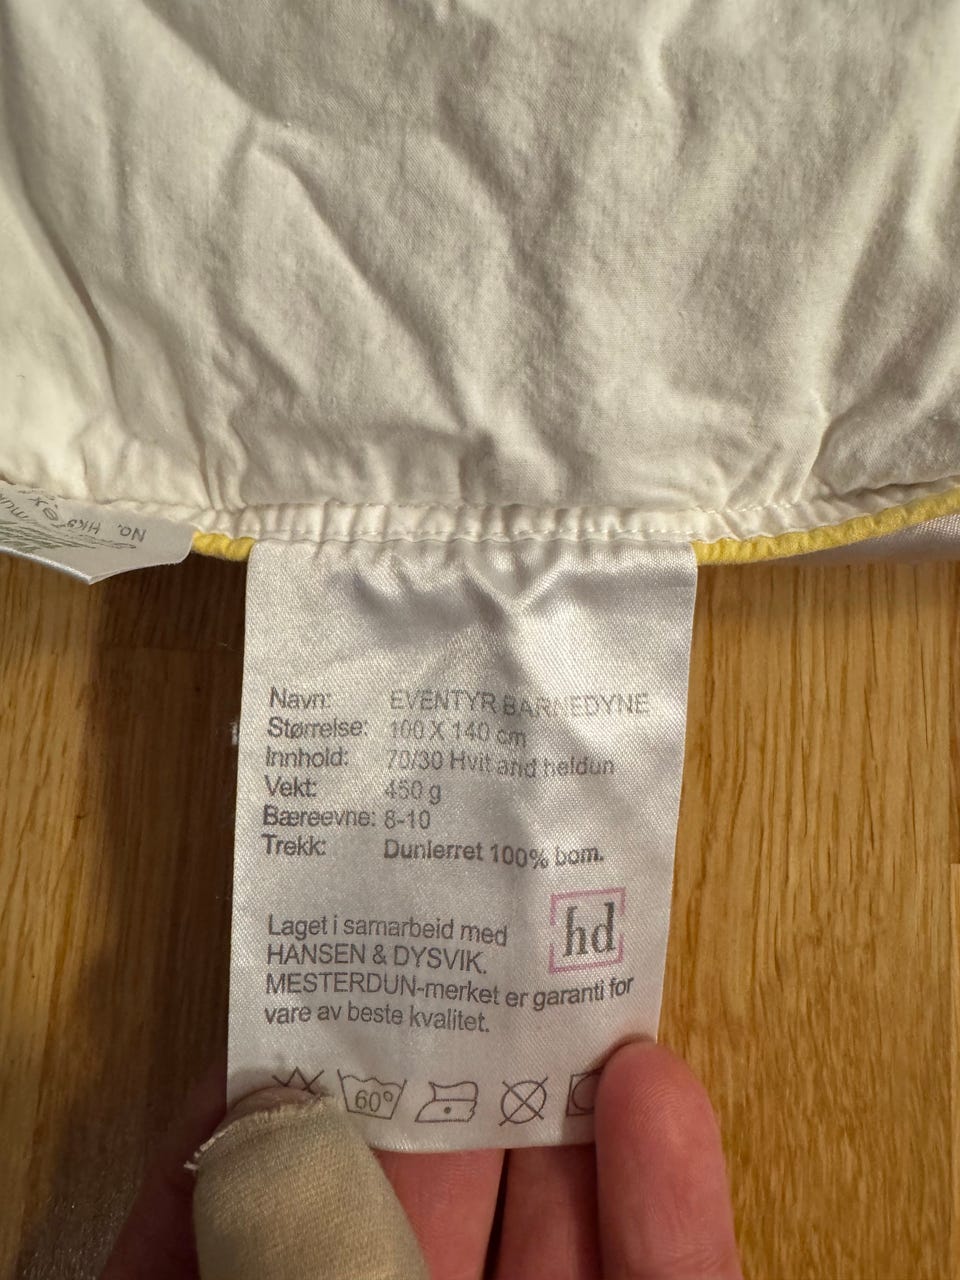 No. HK9
Navn: EVENTYR BARNEDYNE
Størrelse: 100 X 140 cm
Innhold: 70/30 Hvit and heldun
Vekt: 450 g
Bæreevne: 8-10
Trekk: Dunlerret 100% bom.
hd
Laget i samarbeid med
HANSEN & DYSVIK.
MESTERDUN-merket er garanti for
vare av beste kvalitet.
60°